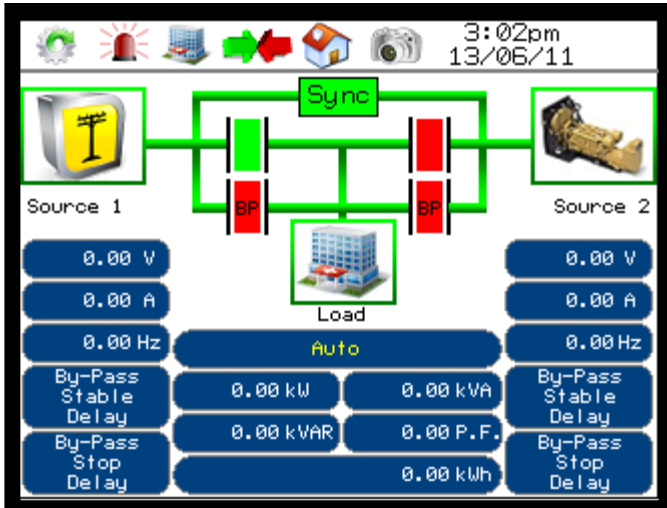 3:02pm
13/06/11
Sync
BP
BP
Source 1
Source 2
Load
0.00 V
0.00 V
0.00 A
0.00 A
0.00 Hz
0.00 Hz
Auto
By-Pass
Stable
Delay
0.00 kW
0.00 kVA
By-Pass
Stable
Delay
0.00 kVAR
0.00 P.F.
By-Pass
Stop
Delay
0.00 kWh
By-Pass
Stop
Delay